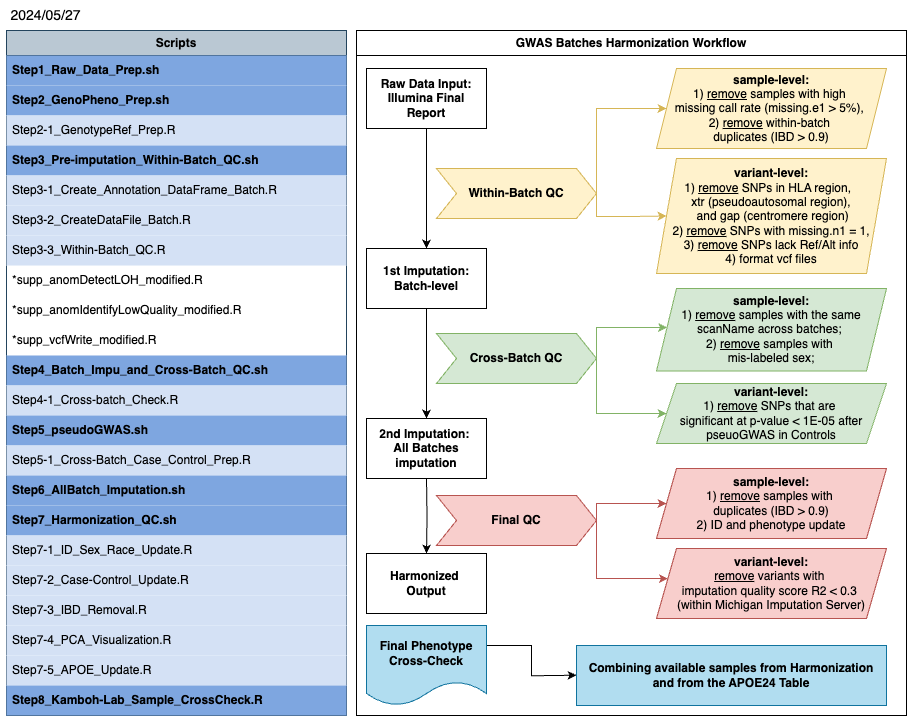 2024/05/27
Scripts
Step1_Raw_Data_Prep.sh
Step2_GenoPheno_Prep.sh
Step2-1_GenotypeRef_Prep.R
Step3_Pre-imputation_Within-Batch_QC.sh
Step3-1_Create_Annotation_DataFrame_Batch.R
Step3-2_CreateDataFile_Batch.R
Step3-3_Within-Batch_QC.R
*supp_anomDetectLOH_modified.R
*supp_anomIdentifyLowQuality_modified.R
*supp_vcfWrite_modified.R
Step4_Batch_Impu_and_Cross-Batch_QC.sh
Step4-1_Cross-batch_Check.R
Step5_pseudoGWAS.sh
Step5-1_Cross-Batch_Case_Control_Prep.R
Step6_AllBatch_Imputation.sh
Step7_Harmonization_QC.sh
Step7-1_ID_Sex_Race_Update.R
Step7-2_Case-Control_Update.R
Step7-3_IBD_Removal.R
Step7-4_PCA_Visualization.R
Step7-5_APOE_Update.R
Step8_Kamboh-Lab_Sample_CrossCheck.R
GWAS Batches Harmonization Workflow
Raw Data Input:
Illumina Final
Report
Within-Batch QC
sample-level:
1) remove samples with high
missing call rate (missing.e1 > 5%),
2) remove within-batch
duplicates (IBD > 0.9)
variant-level:
1) remove SNPs in HLA region,
xtr (pseudoautosomal region),
and gap (centromere region)
2) remove SNPs with missing.n1 = 1,
3) remove SNPs lack Ref/Alt info
4) format vcf files
1st Imputation:
Batch-level
Cross-Batch QC
sample-level:
1) remove samples with the same
scanName across batches;
2) remove samples with
mis-labeled sex;
variant-level:
1) remove SNPs that are
significant at p-value < 1E-05 after
pseuoGWAS in Controls
2nd Imputation:
All Batches
imputation
Final QC
sample-level:
1) remove samples with
duplicates (IBD > 0.9)
2) ID and phenotype update
variant-level:
remove variants with
imputation quality score R2 < 0.3
(within Michigan Imputation Server)
Harmonized
Output
Final Phenotype
Cross-Check
Combining available samples from Harmonization
and from the APOE24 Table